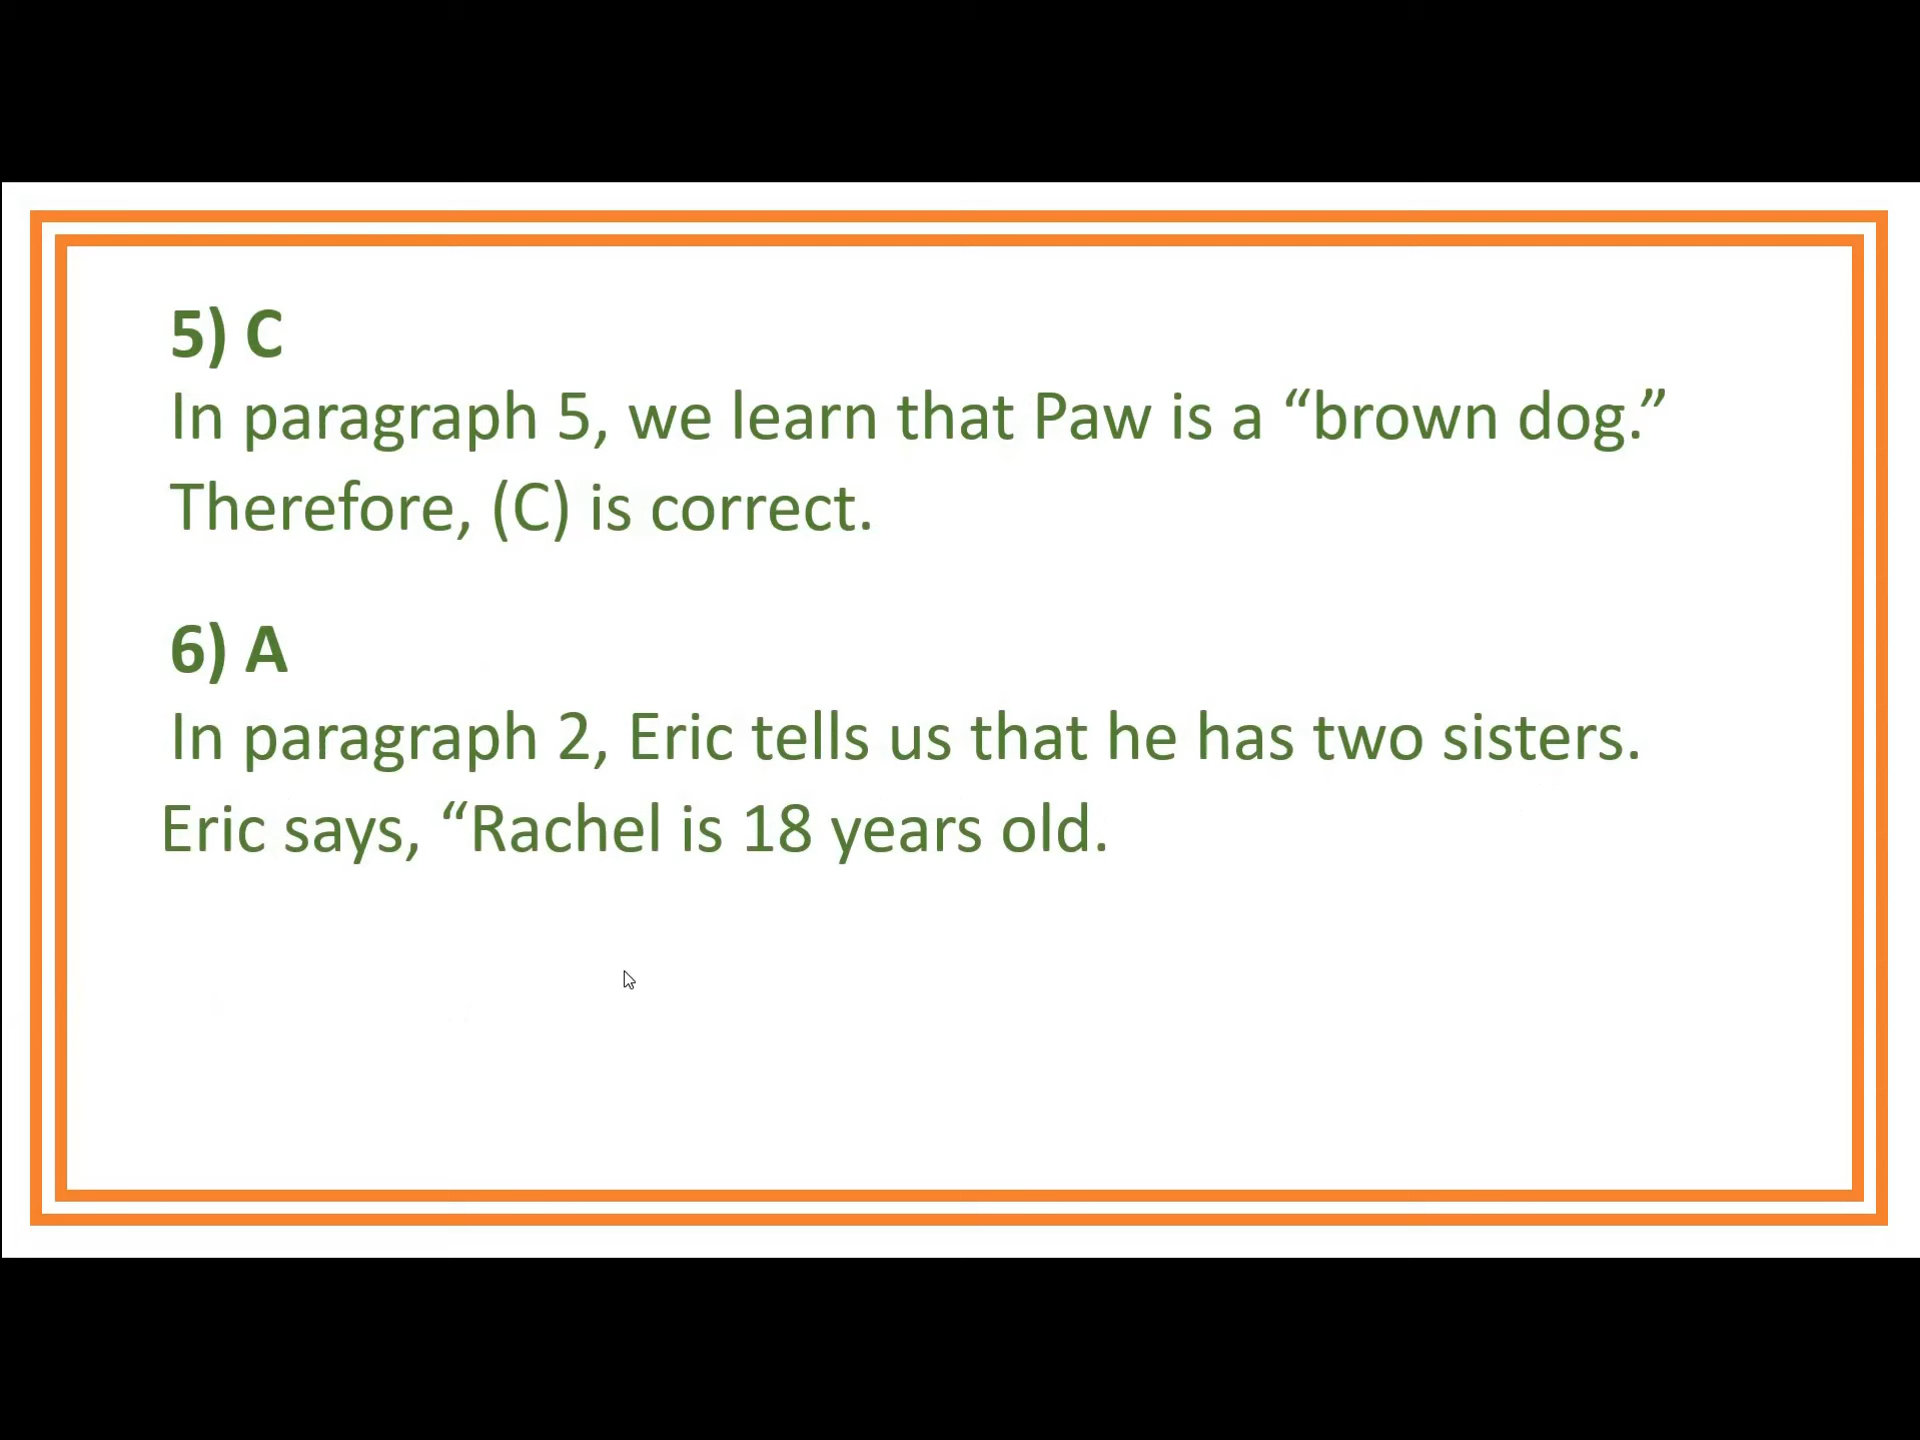 5) C
In paragraph 5, we learn that Paw is a “brown dog.”
Therefore, (C) is correct.
6) A
In paragraph 2, Eric tells us that he has two sisters.
Eric says, “Rachel is 18 years old.